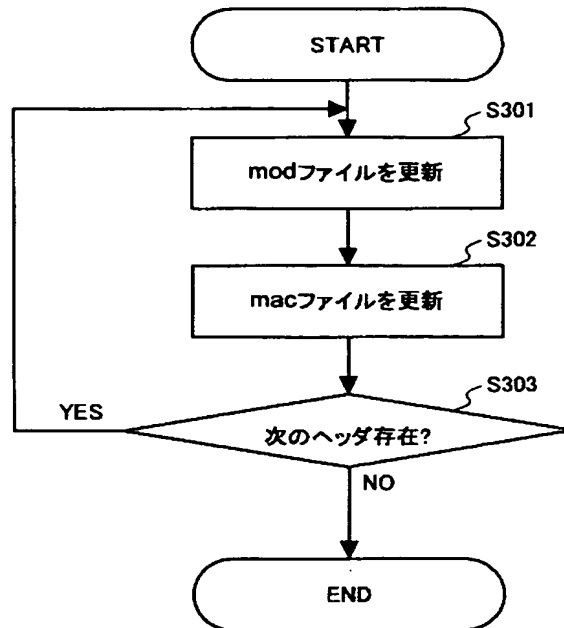 START
S301
modファイルを更新
S302
macファイルを更新
S303
YES
次のヘッダ存在?
NO
END